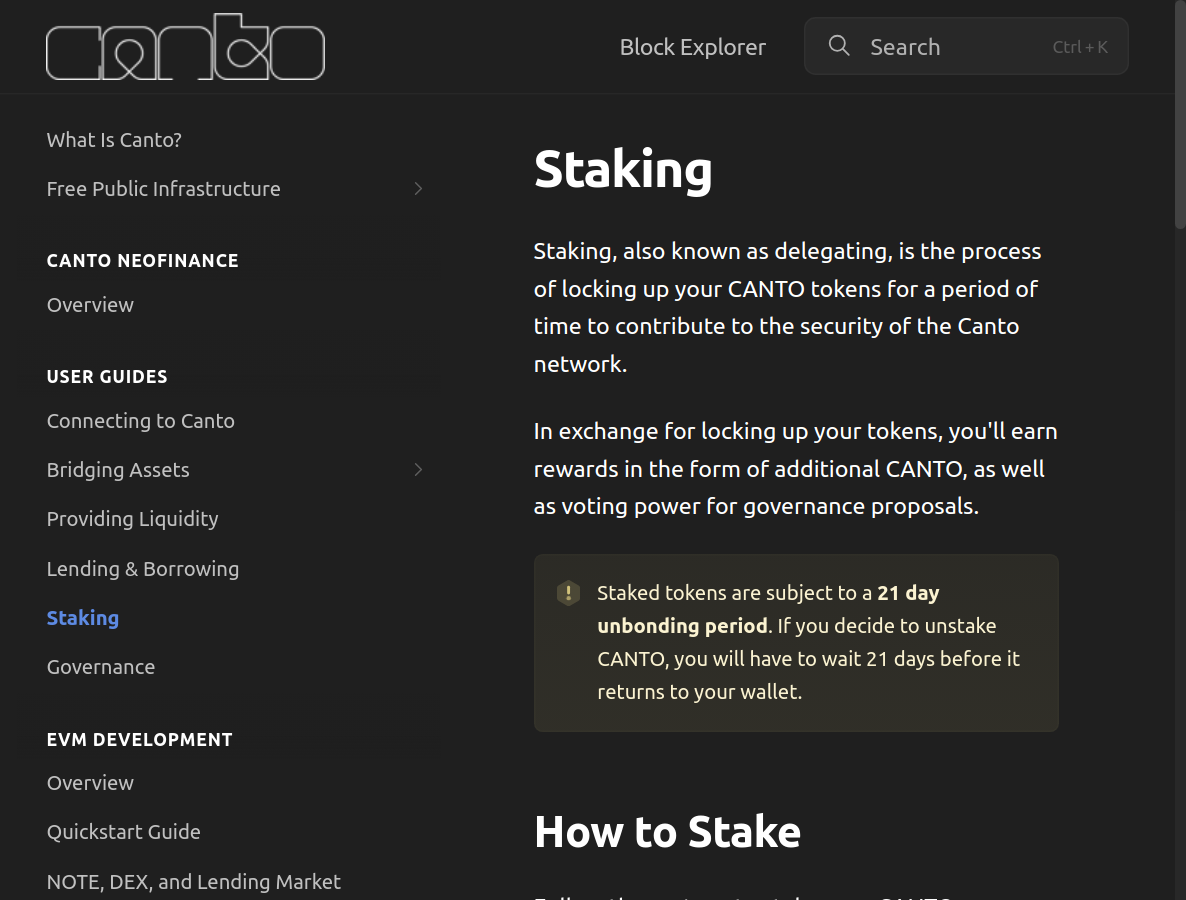 canto
Block Explorer
Search
Ctrl + K
What Is Canto?
Free Public Infrastructure
CANTO NEOFINANCE
Overview
USER GUIDES
Connecting to Canto
Bridging Assets
Providing Liquidity
Lending & Borrowing
Staking
Governance
EVM DEVELOPMENT
Overview
Quickstart Guide
NOTE, DEX, and Lending Market
Staking
Staking, also known as delegating, is the process
of locking up your CANTO tokens for a period of
time to contribute to the security of the Canto
network.
In exchange for locking up your tokens, you'll earn
rewards in the form of additional CANTO, as well
as voting power for governance proposals.
Staked tokens are subject to a 21 day
unbonding period. If you decide to unstake
CANTO, you will have to wait 21 days before it
returns to your wallet.
How to Stake